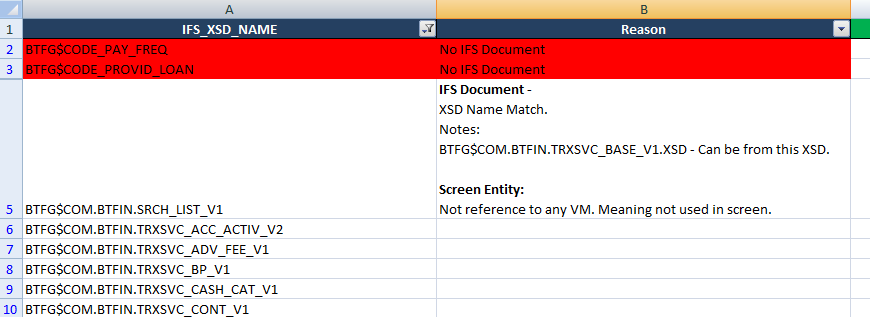 A B
1 IFS_XSD_NAME Reason
2 BTFG$CODE_PAY_FREQ No IFS Document
3 BTFG$CODE_PROVID_LOAN No IFS Document
IFS Document -
XSD Name Match.
Notes:
BTFG$COM.BTFIN.TRXSVC_BASE_V1.XSD - Can be from this XSD.
Screen Entity:
5 BTFG$COM.BTFIN.SRCH_LIST_V1 Not reference to any VM. Meaning not used in screen.
6 BTFG$COM.BTFIN.TRXSVC_ACC_ACTIV_V2
7 BTFG$COM.BTFIN.TRXSVC_ADV_FEE_V1
8 BTFG$COM.BTFIN.TRXSVC_BP_V1
9 BTFG$COM.BTFIN.TRXSVC_CASH_CAT_V1
10 BTFG$COM.BTFIN.TRXSVC_CONT_V1